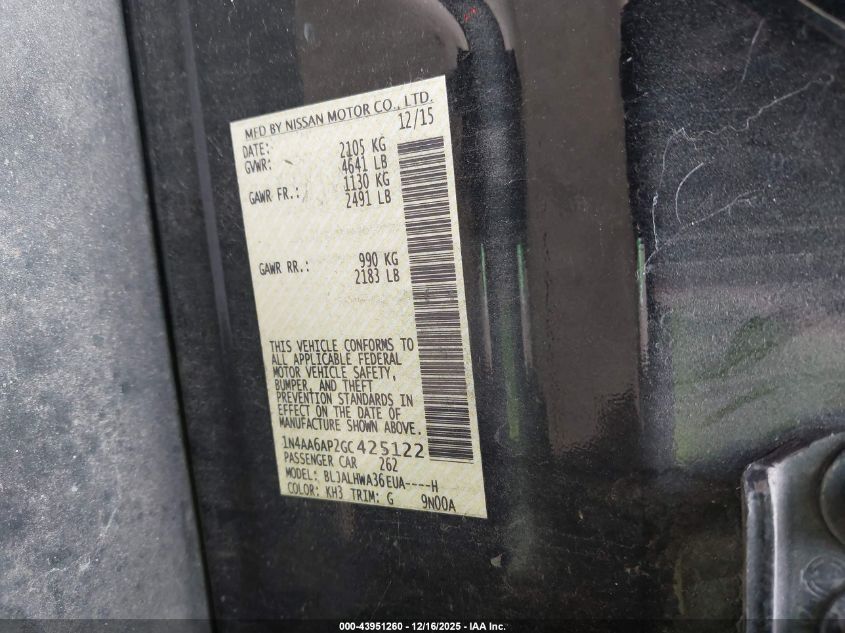 MFD BY NISSAN MOTOR CO., LTD.
DATE: 12/15
GVWR: 2105 KG
4641 LB
GAWR FR.: 1130 KG
2491 LB
GAWR RR.: 990 KG
2183 LB
THIS VEHICLE CONFORMS TO
ALL APPLICABLE FEDERAL
MOTOR VEHICLE SAFETY,
BUMPER, AND THEFT
PREVENTION STANDARDS IN
EFFECT ON THE DATE OF
MANUFACTURE SHOWN ABOVE.
1N4AA6AP2GC425122
PASSENGER CAR 262
MODEL: BLJALHWA36EUA----H
COLOR: KH3 TRIM: G 9N00A
000-43951260 - 12/16/2025 - IAA Inc.